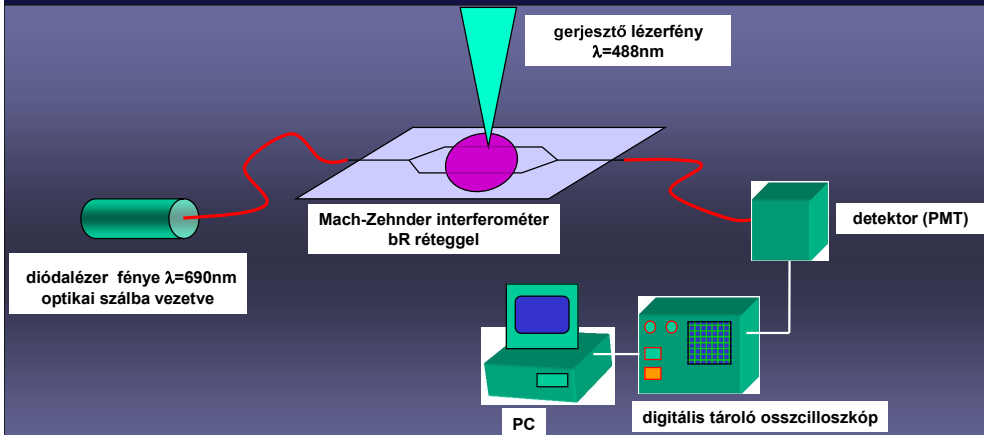 gerjesztő lézerfény
λ=488nm
Mach-Zehnder interferométer
bR réteggel
detektor (PMT)
diódalézer fénye λ=690nm
optikai szálba vezetve
digitális tároló osszcilloszkóp
PC